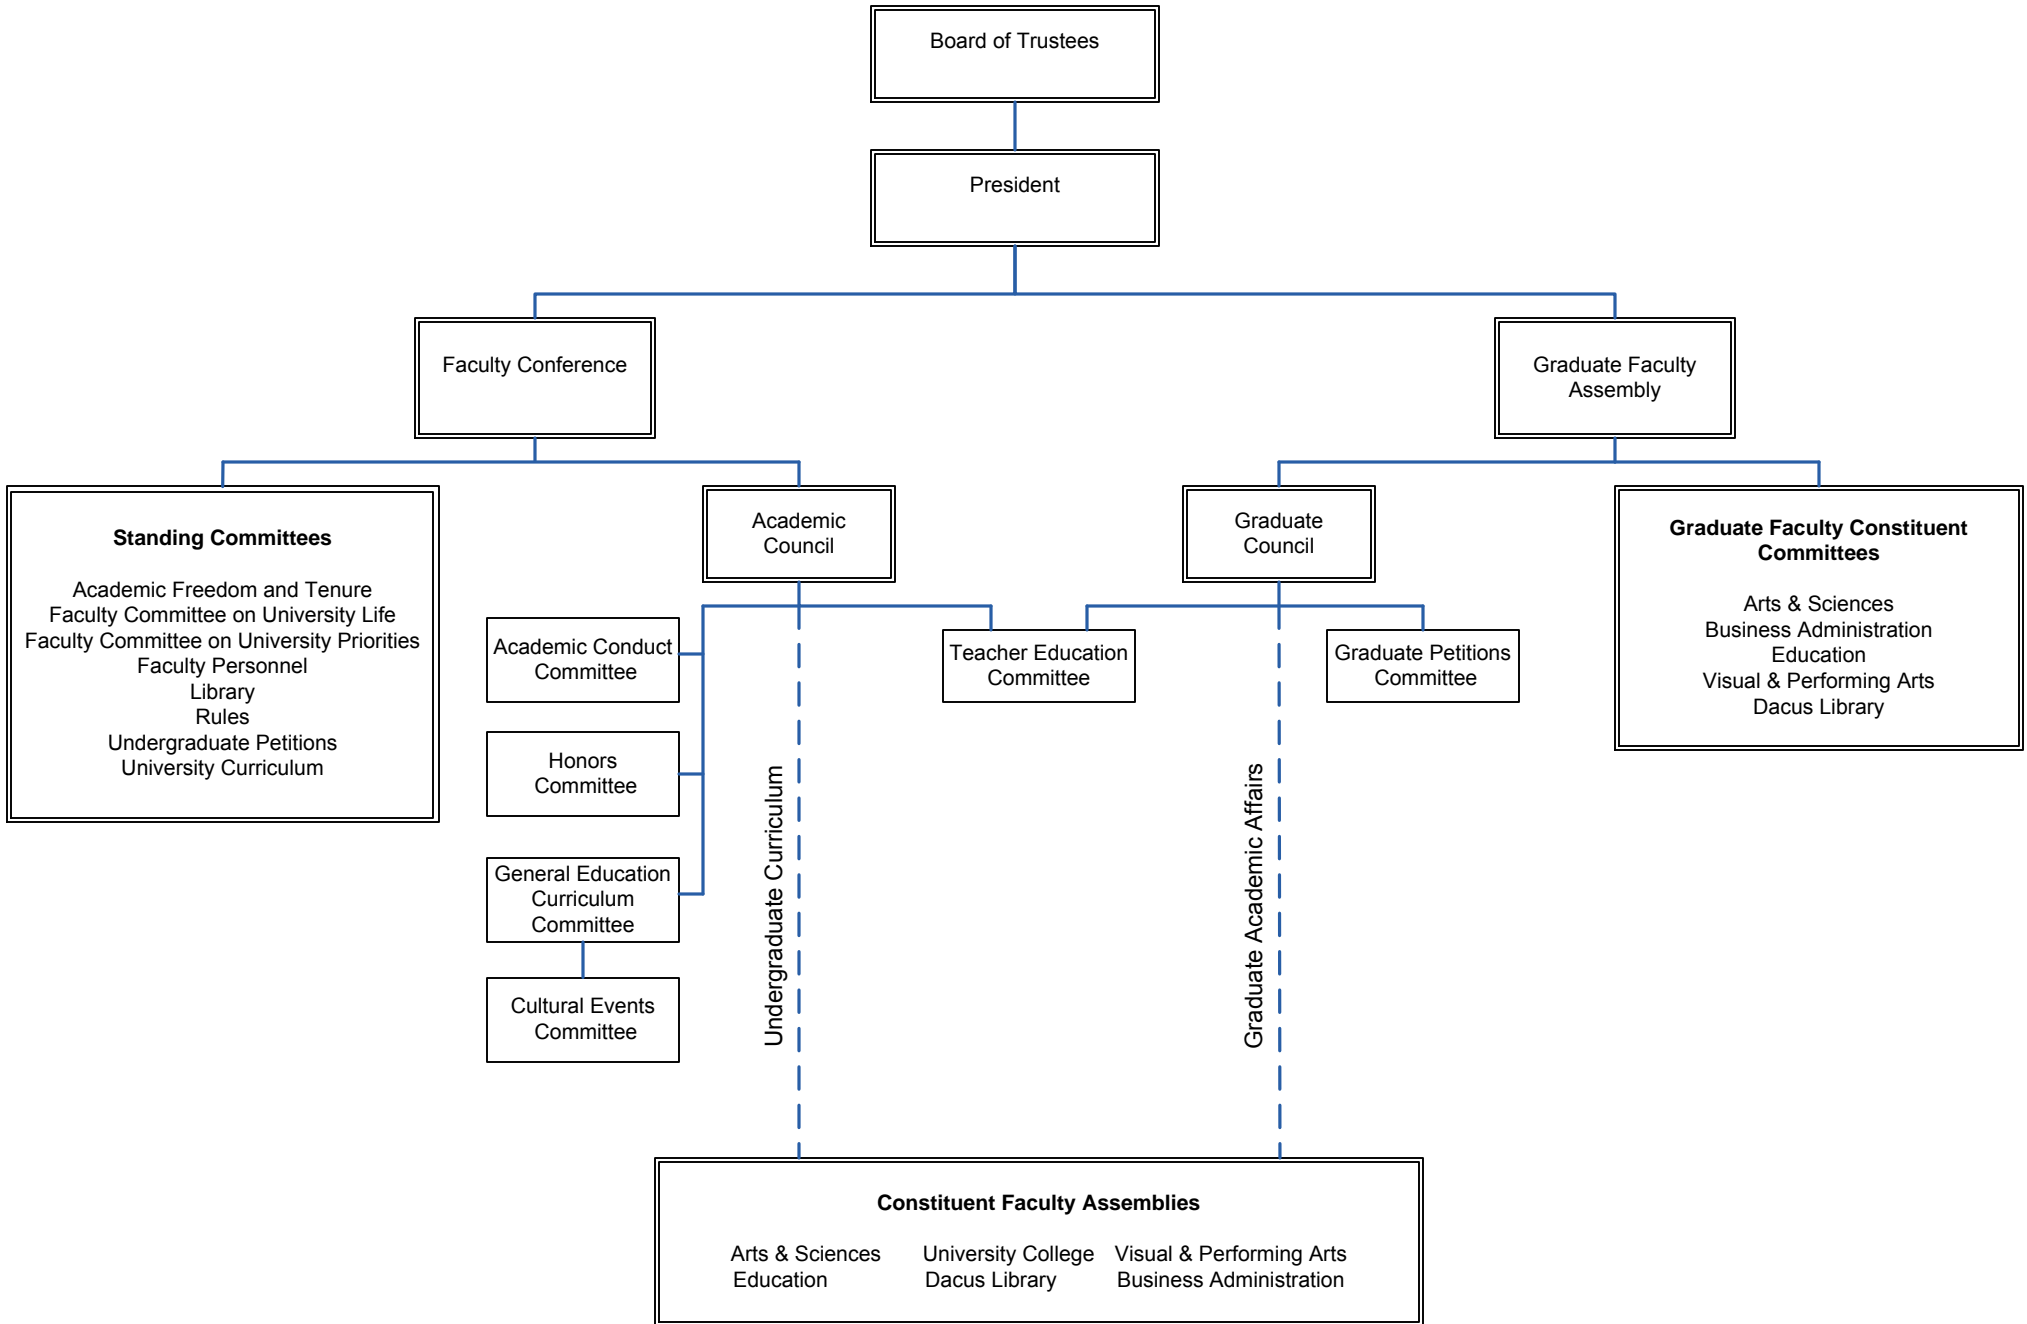 Board of Trustees
President
Faculty Conference
Graduate Faculty
Assembly
Standing Committees
Academic Freedom and Tenure
Faculty Committee on University Life
Faculty Committee on University Priorities
Faculty Personnel
Library
Rules
Undergraduate Petitions
University Curriculum
Academic
Council
Graduate
Council
Graduate Faculty Constituent
Committees
Arts & Sciences
Business Administration
Education
Visual & Performing Arts
Dacus Library
Academic Conduct
Committee
Teacher Education
Committee
Graduate Petitions
Committee
Honors
Committee
General Education
Curriculum
Committee
Cultural Events
Committee
Undergraduate Curriculum
Graduate Academic Affairs
Constituent Faculty Assemblies
Arts & Sciences University College Visual & Performing Arts
Education Dacus Library Business Administration